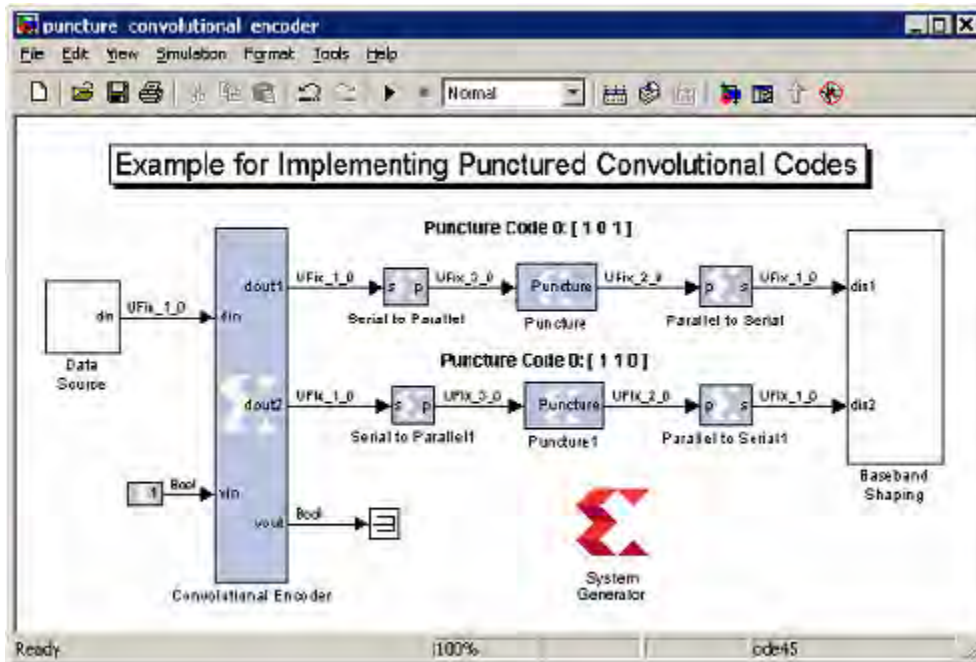 puncture convolutional encoder
File Edit View Simulation Format Tools Help
Normal
Example for Implementing Punctured Convolutional Codes
Puncture Code 0: [ 1 0 1 ]
dout1 UFix_1_0 s p UFix_3_0 Puncture UFix_2_0 p s UFix_1_0 dis1
din UFix_1_0 din
Serial to Parallel Puncture Parallel to Serial
Data Source
Puncture Code 0: [ 1 1 0 ]
dout2 UFix_1_0 s p UFix_3_0 Puncture UFix_2_0 p s UFix_1_0 dis2
Serial to Parallel1 Puncture1 Parallel to Serial1
Baseband Shaping
1 Bool vin
vout Bool
System Generator
Convolutional Encoder
Ready 100% ode45